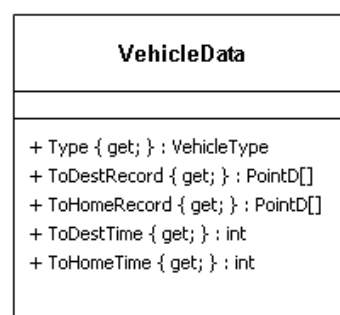 VehicleData
+ Type { get; } : VehicleType
+ ToDestRecord { get; } : PointD[]
+ ToHomeRecord { get; } : PointD[]
+ ToDestTime { get; } : int
+ ToHomeTime { get; } : int